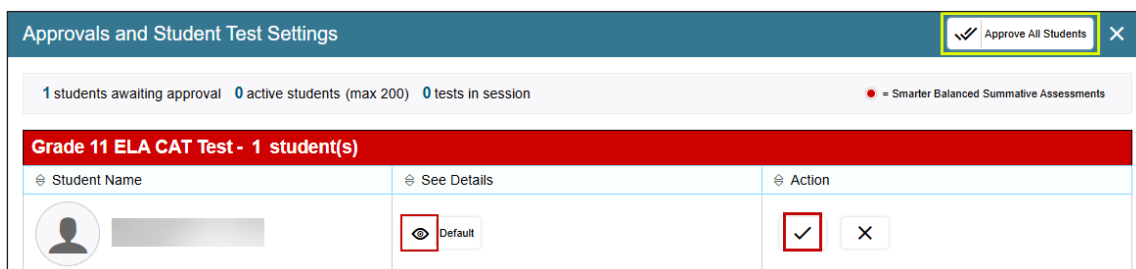 Approvals and Student Test Settings
Approve All Students
1 students awaiting approval 0 active students (max 200) 0 tests in session
= Smarter Balanced Summative Assessments
Grade 11 ELA CAT Test - 1 student(s)
Student Name See Details Action
Default